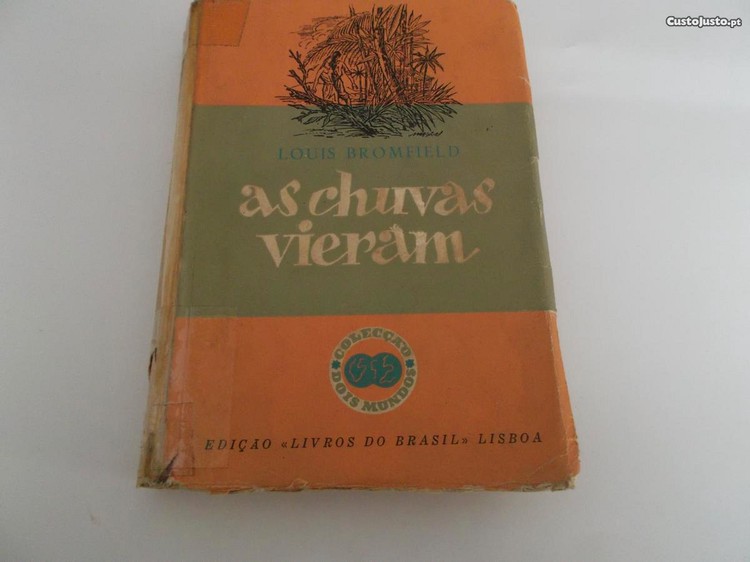 CustoJusto.pt
LOUIS BROMFIELD
as chuvas
vieram
COLECÇÃO
DOIS MUNDOS
EDIÇÃO «LIVROS DO BRASIL» LISBOA